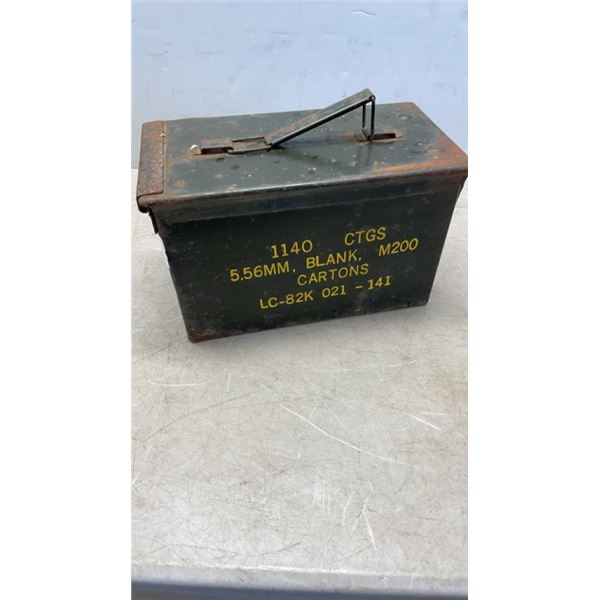 1140 CTGS
5.56MM, BLANK, M200
CARTONS
LC-82K 021-141